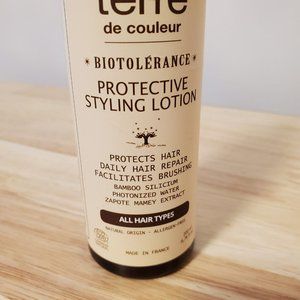 terre
de couleur
* BIOTOLÉRANCE *
PROTECTIVE
STYLING LOTION
PROTECTS HAIR
DAILY HAIR REPAIR
FACILITATES BRUSHING
BAMBOO SILICIUM
PHOTONIZED WATER
ZAPOTE MAMEY EXTRACT
ALL HAIR TYPES
NATURAL ORIGIN - ALLERGEN-FREE
MADE IN FRANCE